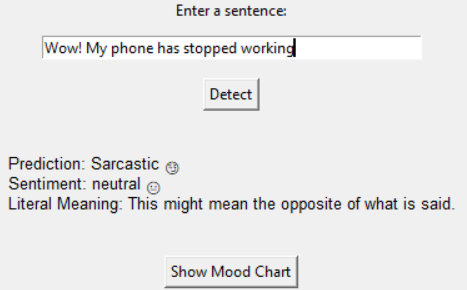 Enter a sentence:
Wow! My phone has stopped working
Detect
Prediction: Sarcastic
Sentiment: neutral 😐
Literal Meaning: This might mean the opposite of what is said.
Show Mood Chart